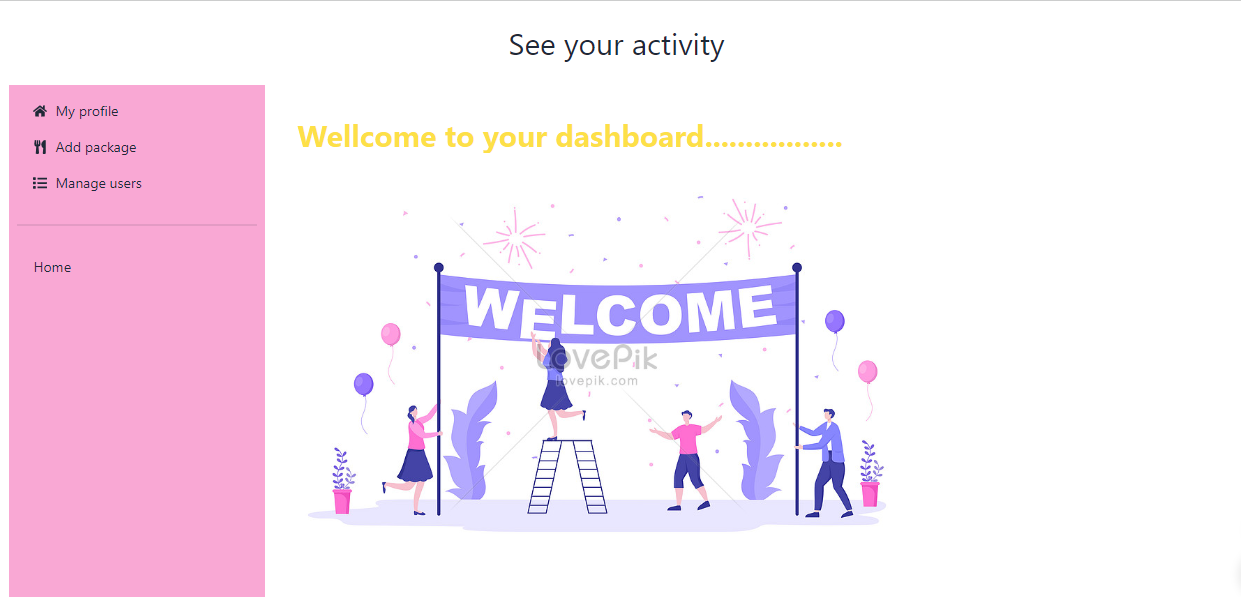 See your activity
My profile
Add package
Manage users
Home
Wellcome to your dashboard.................
WELCOME
lovePik
lovepik.com